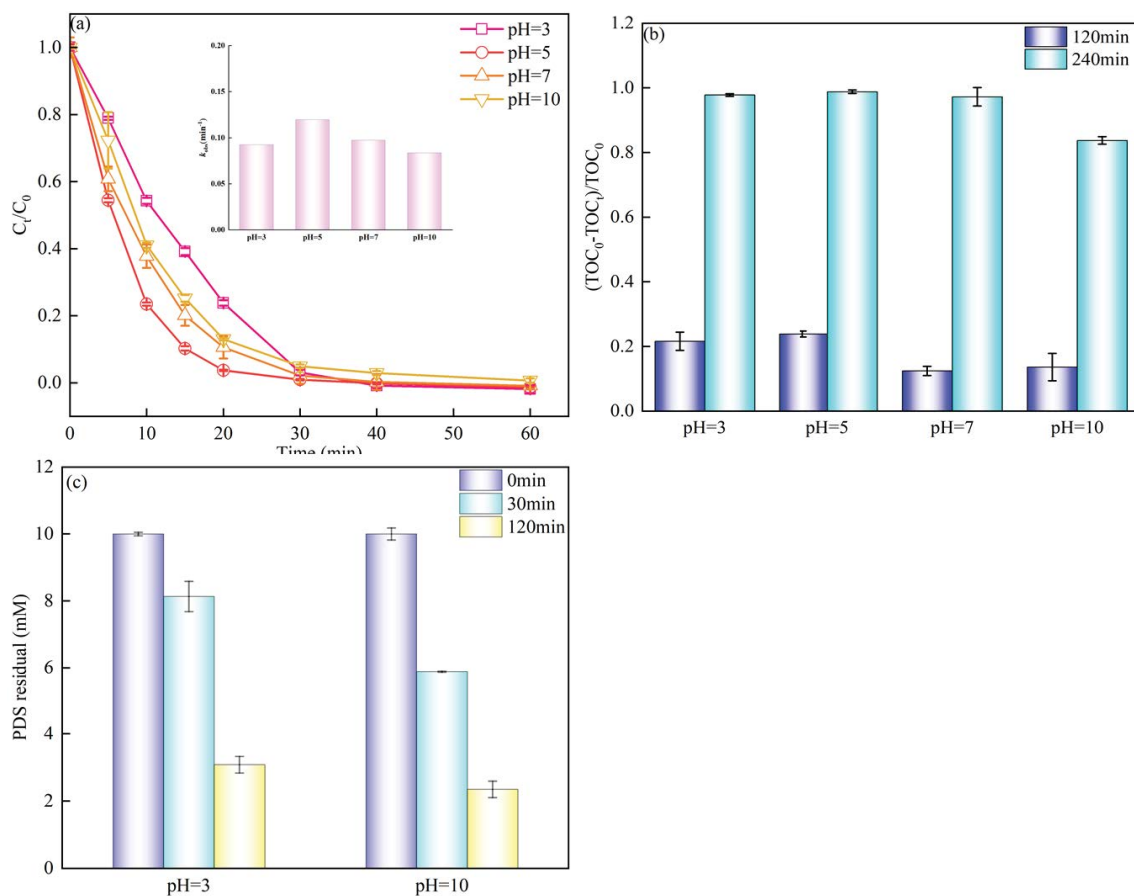 (a)
pH=3
pH=5
pH=7
pH=10
1.0
0.8
0.6
0.4
0.2
0.0
Cₜ/C₀
0 10 20 30 40 50 60
Time (min)
0.20
0.15
0.10
0.05
0.00
kₒbₛ(min⁻¹)
pH=3 pH=5 pH=7 pH=10
(b)
120min
240min
1.2
1.0
0.8
0.6
0.4
0.2
0.0
(TOC₀-TOCₜ)/TOC₀
pH=3 pH=5 pH=7 pH=10
(c)
0min
30min
120min
12
10
8
6
4
2
0
PDS residual (mM)
pH=3 pH=10